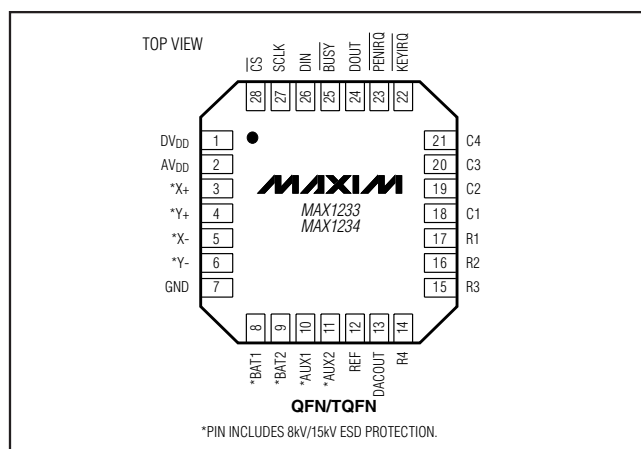 TOP VIEW
CS
SCLK
DIN
BUSY
DOUT
PENIRQ
KEYIRQ
28
27
26
25
24
23
22
DVDD
1
AVDD
2
*X+
3
*Y+
4
*X-
5
*Y-
6
GND
7
MAXIM
MAX1233
MAX1234
21
C4
20
C3
19
C2
18
C1
17
R1
16
R2
15
R3
8
9
10
11
12
13
14
*BAT1
*BAT2
*AUX1
*AUX2
REF
DACOUT
R4
QFN/TQFN
*PIN INCLUDES 8kV/15kV ESD PROTECTION.